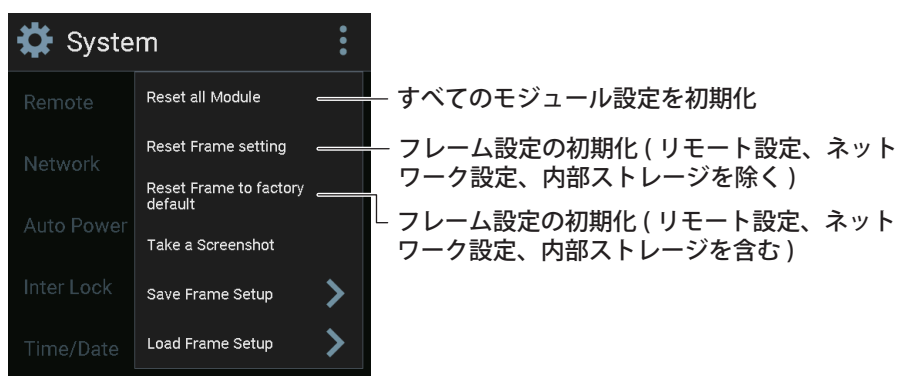 System
Remote
Network
Auto Power
Inter Lock
Time/Date
Reset all Module
Reset Frame setting
Reset Frame to factory
default
Take a Screenshot
Save Frame Setup
Load Frame Setup
すべてのモジュール設定を初期化
フレーム設定の初期化 ( リモート設定、ネット
ワーク設定、内部ストレージを除く )
フレーム設定の初期化 ( リモート設定、ネット
ワーク設定、内部ストレージを含む )